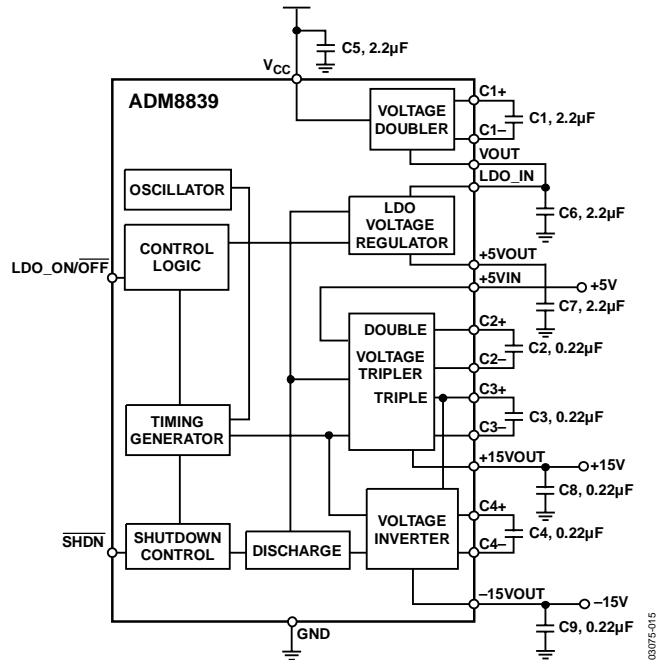 C5, 2.2µF
VCC
ADM8839
VOLTAGE
DOUBLER
C1+
C1–
C1, 2.2µF
VOUT
LDO_IN
OSCILLATOR
LDO
VOLTAGE
REGULATOR
C6, 2.2µF
CONTROL
LOGIC
LDO_ON/OFF
+5VOUT
+5VIN
+5V
C7, 2.2µF
DOUBLE
VOLTAGE
TRIPLER
TRIPLE
C2+
C2–
C2, 0.22µF
C3+
C3–
C3, 0.22µF
TIMING
GENERATOR
+15VOUT
+15V
C8, 0.22µF
SHDN
SHUTDOWN
CONTROL
DISCHARGE
VOLTAGE
INVERTER
C4+
C4–
C4, 0.22µF
–15VOUT
–15V
C9, 0.22µF
GND
03075-015